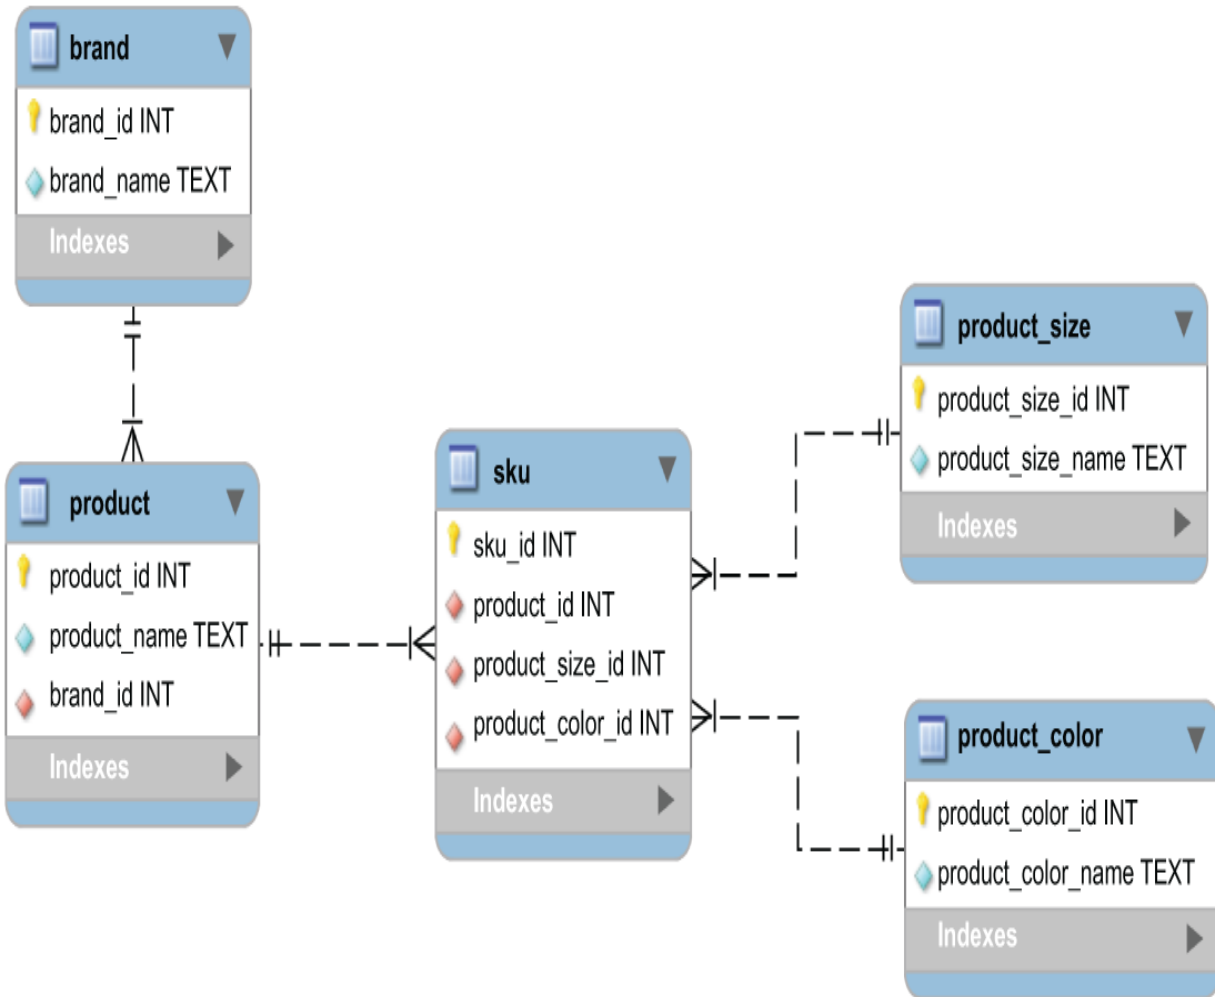 brand
brand_id INT
brand_name TEXT
Indexes
product
product_id INT
product_name TEXT
brand_id INT
Indexes
sku
sku_id INT
product_id INT
product_size_id INT
product_color_id INT
Indexes
product_size
product_size_id INT
product_size_name TEXT
Indexes
product_color
product_color_id INT
product_color_name TEXT
Indexes